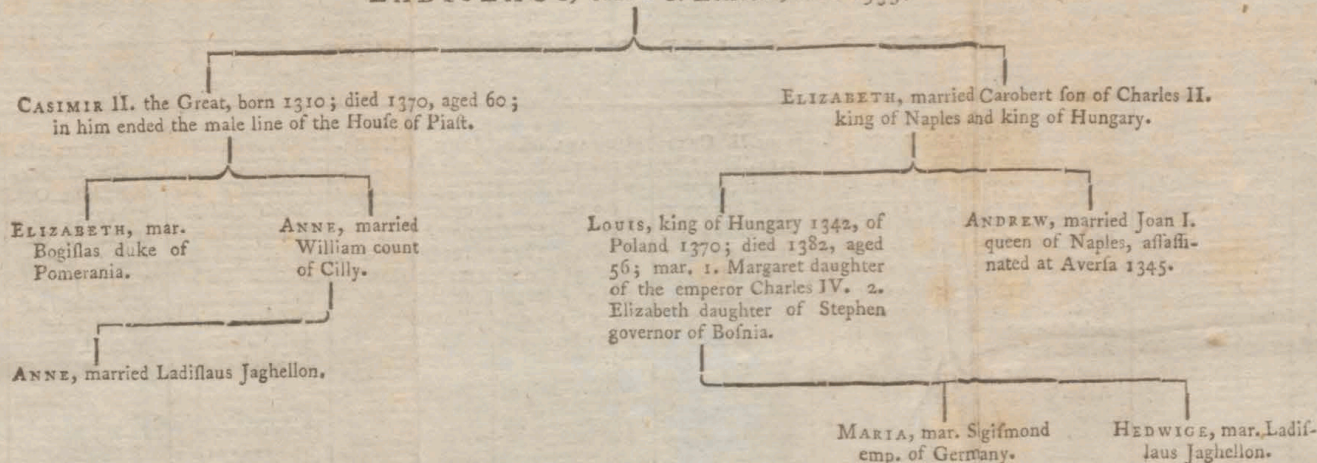 CASIMIR II. the Great, born 1310; died 1370, aged 60;
in him ended the male line of the Houſe of Piaſt.
ELIZABETH, married Carobert ſon of Charles II.
king of Naples and king of Hungary.
ELIZABETH, mar.
Bogiſlas duke of
Pomerania.
ANNE, married
William count
of Cilly.
LOUIS, king of Hungary 1342, of
Poland 1370; died 1382, aged
56; mar. 1. Margaret daughter
of the emperor Charles IV. 2.
Elizabeth daughter of Stephen
governor of Boſnia.
ANDREW, married Joan I.
queen of Naples, aſſaſſi-
nated at Averſa 1345.
ANNE, married Ladiſlaus Jaghellon.
MARIA, mar. Sigiſmond
emp. of Germany.
HEDWIGE, mar. Ladiſ-
laus Jaghellon.